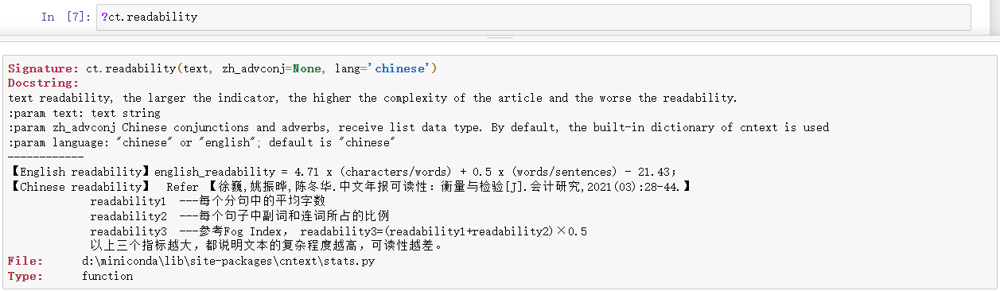 In [7]: ?ct.readability
Signature: ct.readability(text, zh_advconj=None, lang='chinese')
Docstring:
text readability, the larger the indicator, the higher the complexity of the article and the worse the readability.
:param text: text string
:param zh_advconj Chinese conjunctions and adverbs, receive list data type. By default, the built-in dictionary of cntext is used
:param language: "chinese" or "english"; default is "chinese"
------------
【English readability】english_readability = 4.71 x (characters/words) + 0.5 x (words/sentences) - 21.43；
【Chinese readability】  Refer 【徐巍,姚振晔,陈冬华.中文年报可读性：衡量与检验[J].会计研究,2021(03):28-44.】
readability1  ---每个分句中的平均字数
readability2  ---每个句子中副词和连词所占的比例
readability3  ---参考Fog Index， readability3=(readability1+readability2)×0.5
以上三个指标越大，都说明文本的复杂程度越高，可读性越差。
File:      d:\miniconda\lib\site-packages\cntext\stats.py
Type:      function